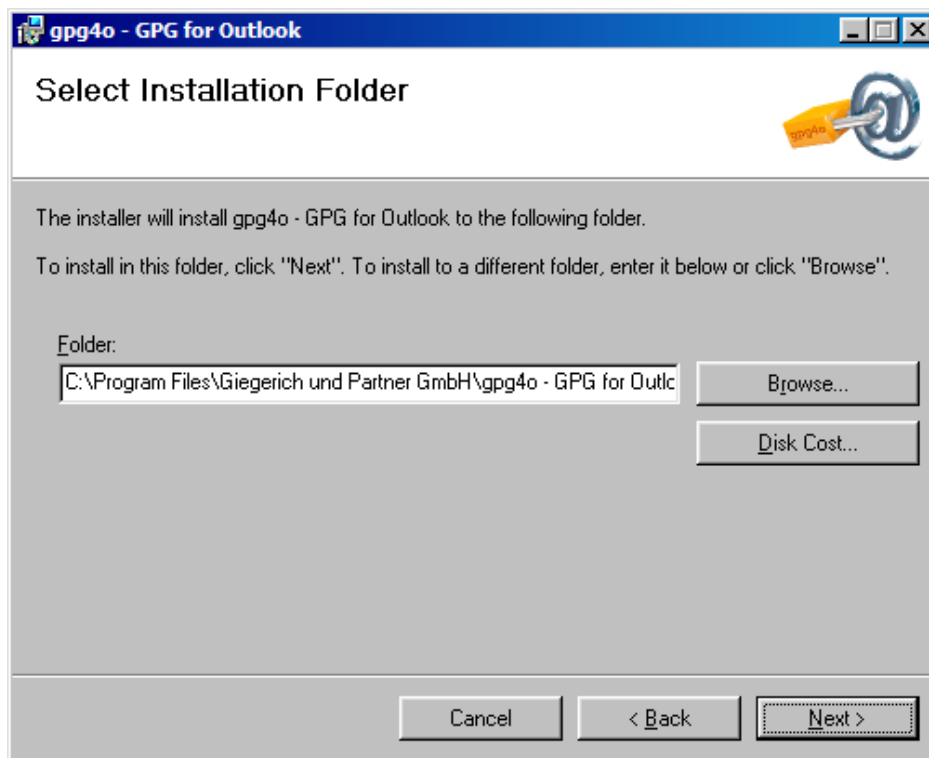 gpg4o - GPG for Outlook
Select Installation Folder
gpg4o
The installer will install gpg4o - GPG for Outlook to the following folder.
To install in this folder, click "Next". To install to a different folder, enter it below or click "Browse".
Folder:
C:\Program Files\Giegerich und Partner GmbH\gpg4o - GPG for Outlo
Browse...
Disk Cost...
Cancel
< Back
Next >